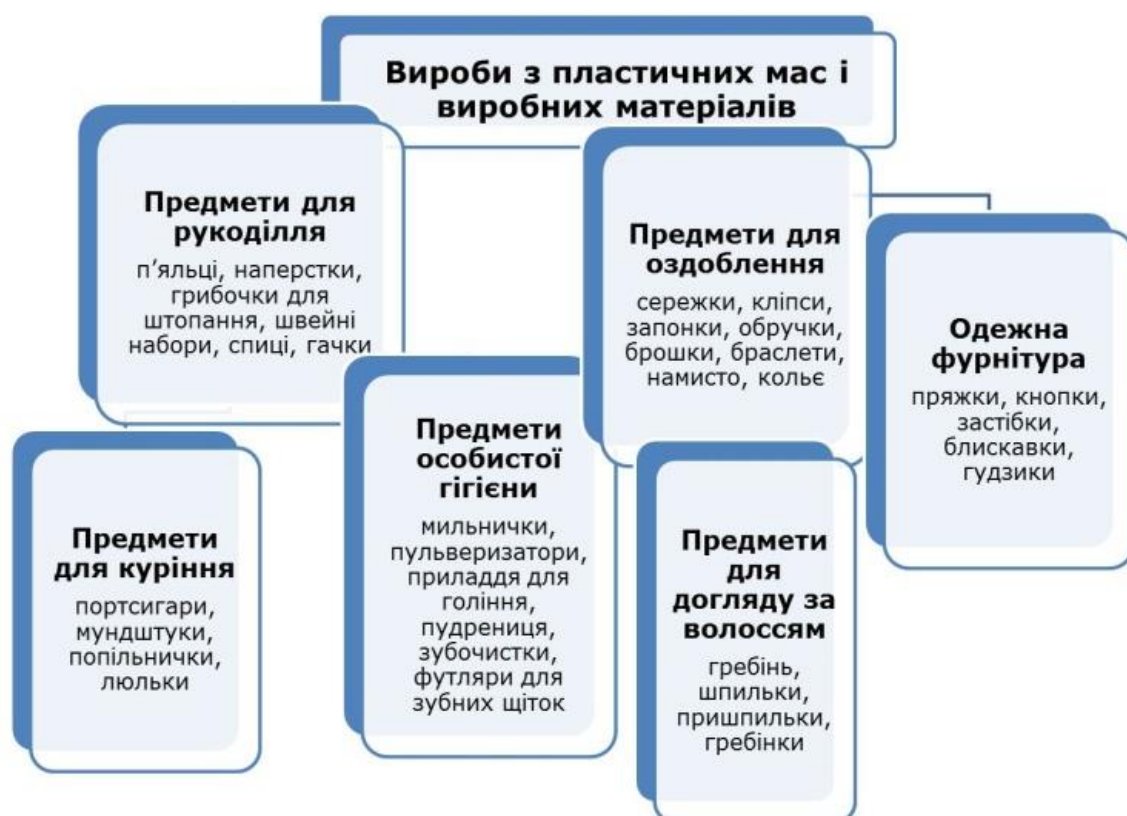 Вироби з пластичних мас і
виробних матеріалів
Предмети для
рукоділля
п'яльці, наперстки,
грибочки для
штопання, швейні
набори, спиці, гачки
Предмети для
оздоблення
сережки, кліпси,
запонки, обручки,
брошки, браслети,
намисто, кольє
Одежна
фурнітура
пряжки, кнопки,
застібки,
блискавки,
гудзики
Предмети
для куріння
портсигари,
мундштуки,
попільнички,
люльки
Предмети
особистої
гігієни
мильнички,
пульверизатори,
приладдя для
гоління,
пудрениця,
зубочистки,
футляри для
зубних щіток
Предмети
для
догляду за
волоссям
гребінь,
шпильки,
пришпильки,
гребінки